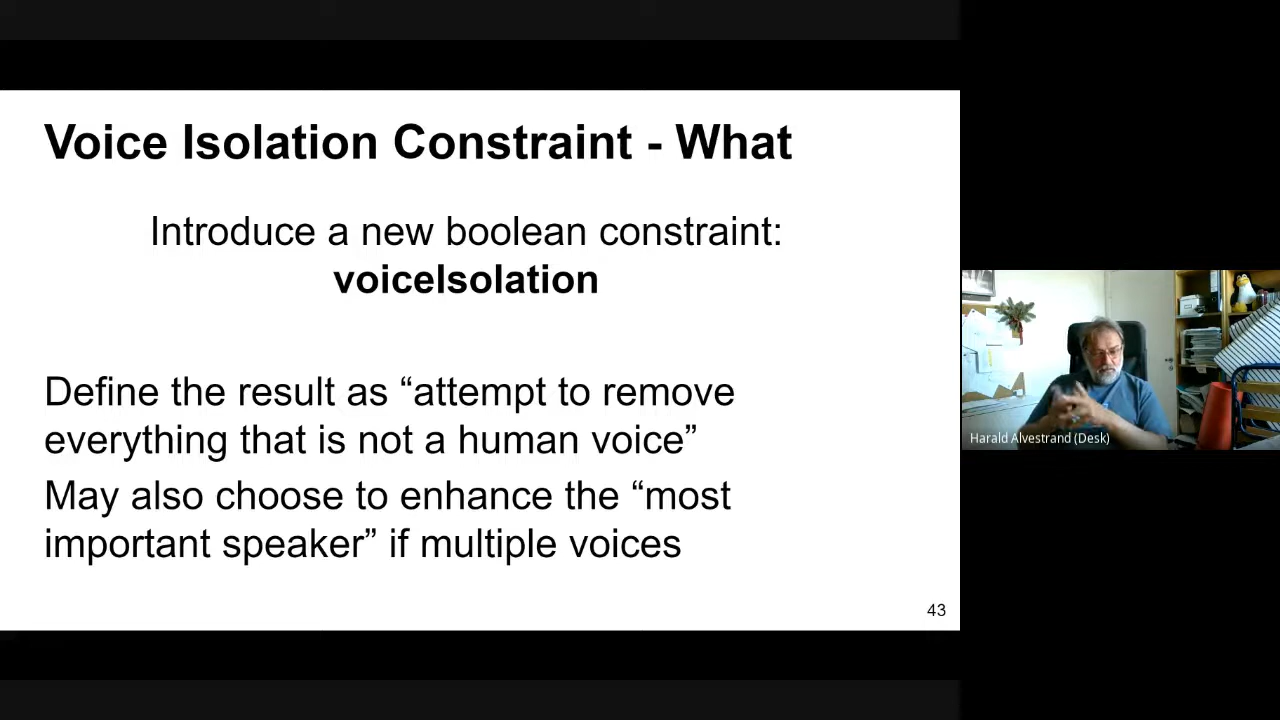 Voice Isolation Constraint - What
Introduce a new boolean constraint:
voiceIsolation
Define the result as “attempt to remove
everything that is not a human voice”
May also choose to enhance the “most
important speaker” if multiple voices
43
Harald Alvestrand (Desk)